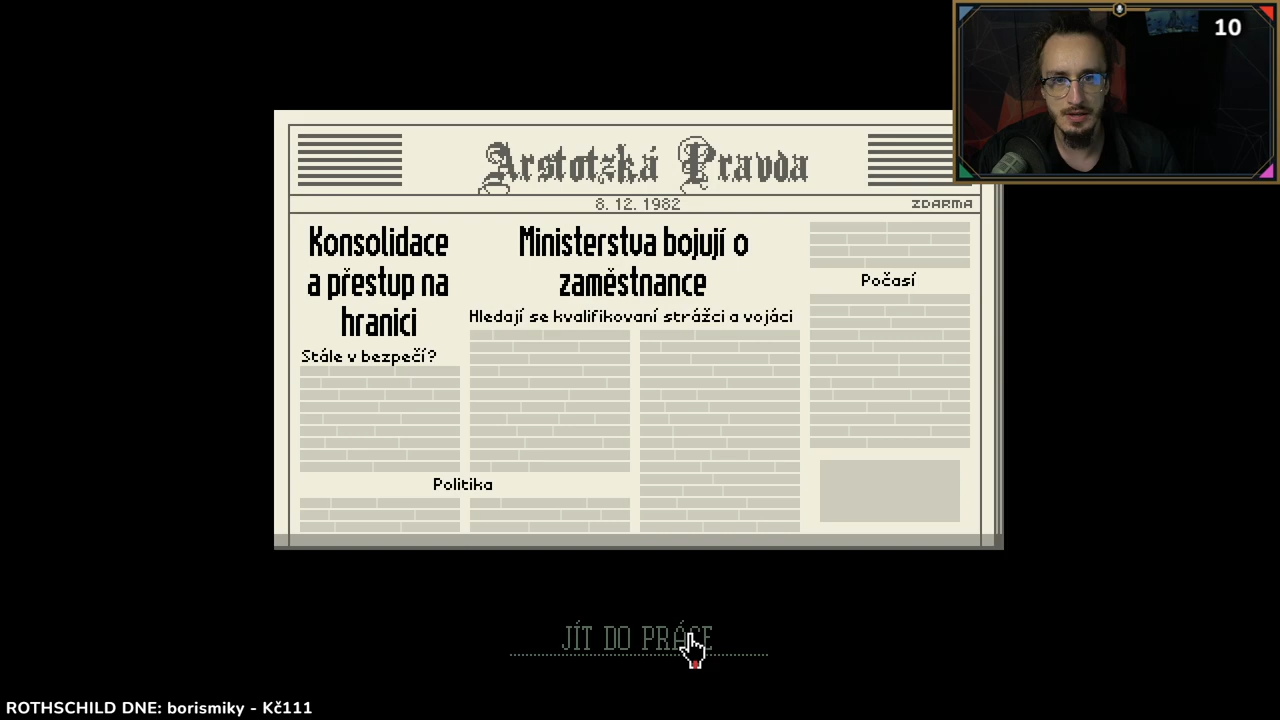 10
Arstotzká Pravda
8. 12. 1982
ZDARMA
Konsolidace
a přestup na
hranici
Stále v bezpečí?
Ministerstva bojují o
zaměstnance
Hledají se kvalifikovaní strážci a vojáci
Počasí
Politika
JÍT DO PRÁCE
ROTHSCHILD DNE: borismiky - Kč111